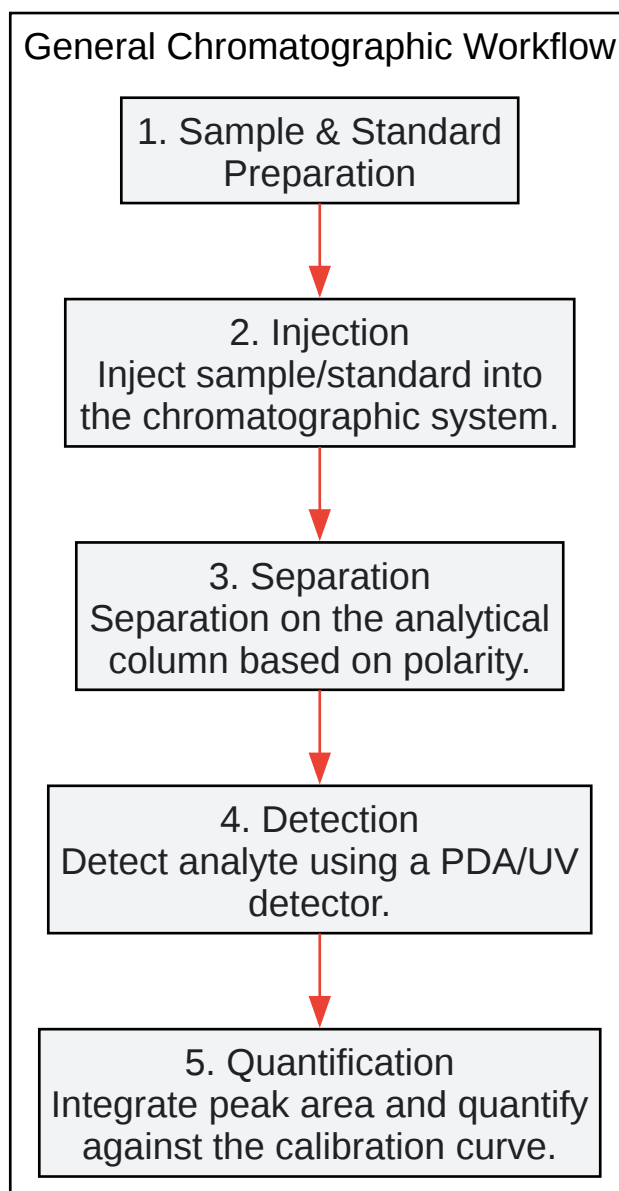 General Chromatographic Workflow
1. Sample & Standard
Preparation
2. Injection
Inject sample/standard into
the chromatographic system.
3. Separation
Separation on the analytical
column based on polarity.
4. Detection
Detect analyte using a PDA/UV
detector.
5. Quantification
Integrate peak area and quantify
against the calibration curve.